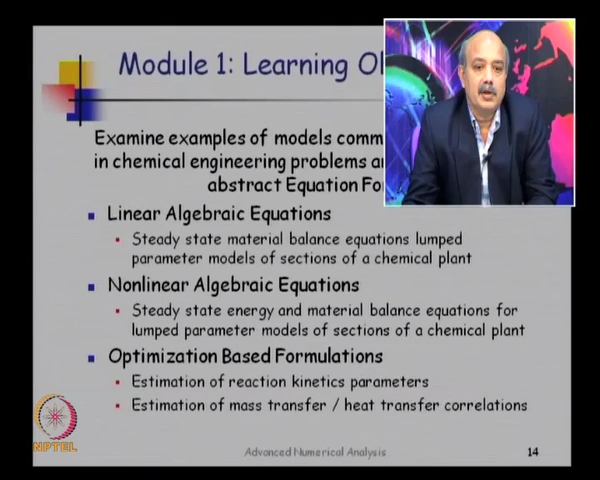 Module 1: Learning
Examine examples of models comm
in chemical engineering problems
abstract Equation
Linear Algebraic Equations
Steady state material balance equations lumped
parameter models of sections of a chemical plant
Nonlinear Algebraic Equations
Steady state energy and material balance equations for
lumped parameter models of sections of a chemical plant
Optimization Based Formulations
Estimation of reaction kinetics parameters
Estimation of mass transfer / heat transfer correlations
NPTEL
Advanced Numerical Analysis
14